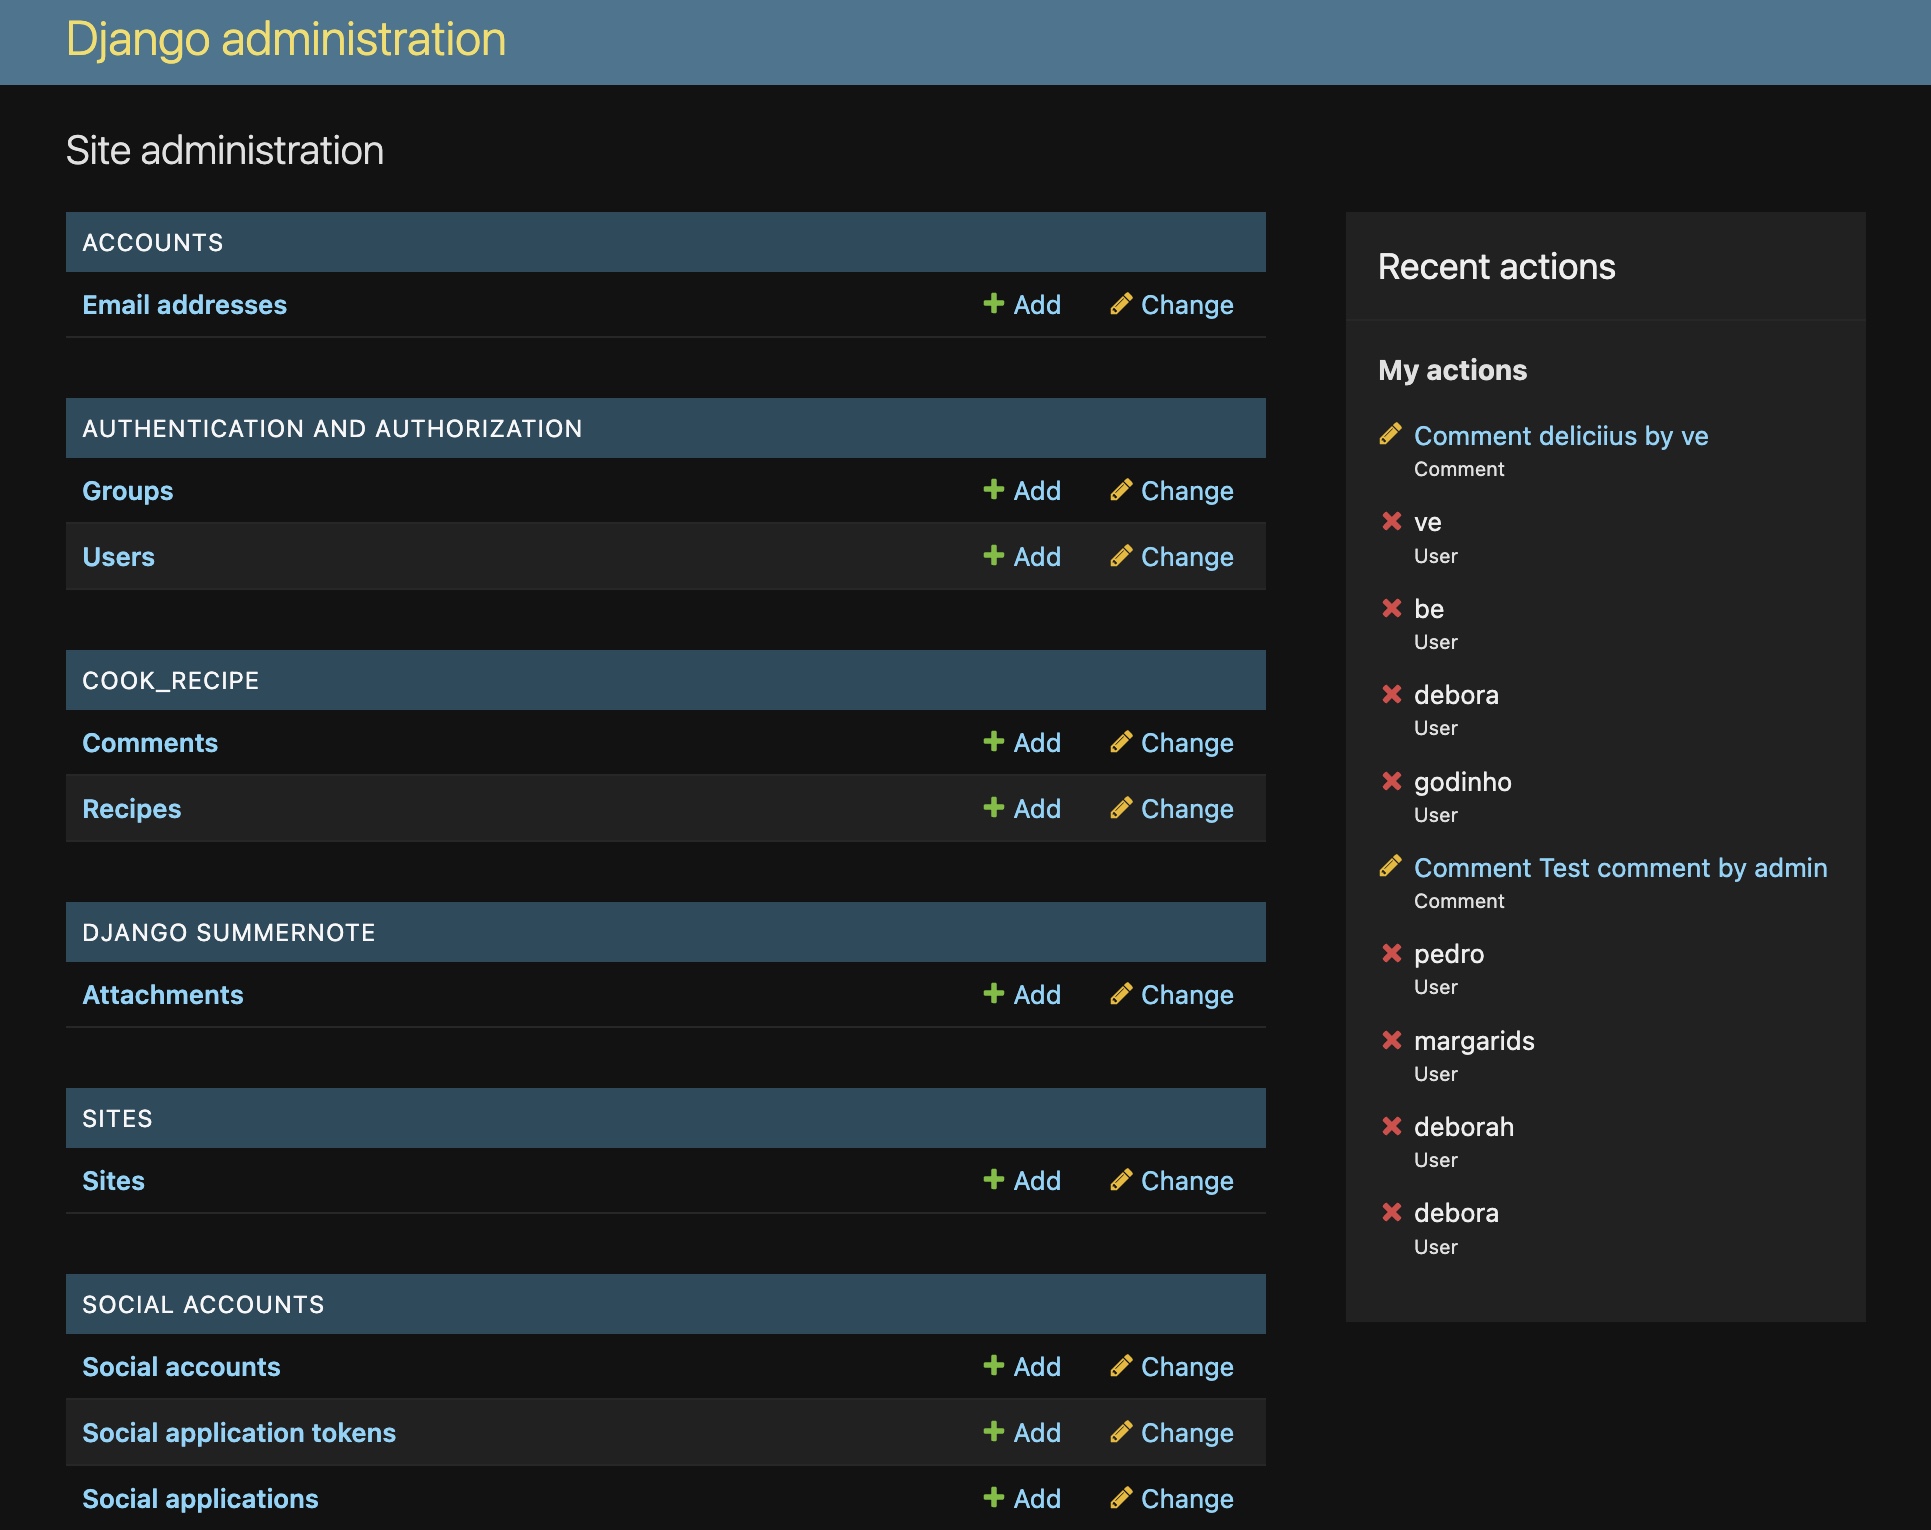 Django administration
Site administration
ACCOUNTS
Email addresses Add Change
AUTHENTICATION AND AUTHORIZATION
Groups Add Change
Users Add Change
COOK_RECIPE
Comments Add Change
Recipes Add Change
DJANGO SUMMERNOTE
Attachments Add Change
SITES
Sites Add Change
SOCIAL ACCOUNTS
Social accounts Add Change
Social application tokens Add Change
Social applications Add Change
Recent actions
My actions
Comment deliciius by ve
Comment
ve
User
be
User
debora
User
godinho
User
Comment Test comment by admin
Comment
pedro
User
margarids
User
deborah
User
debora
User